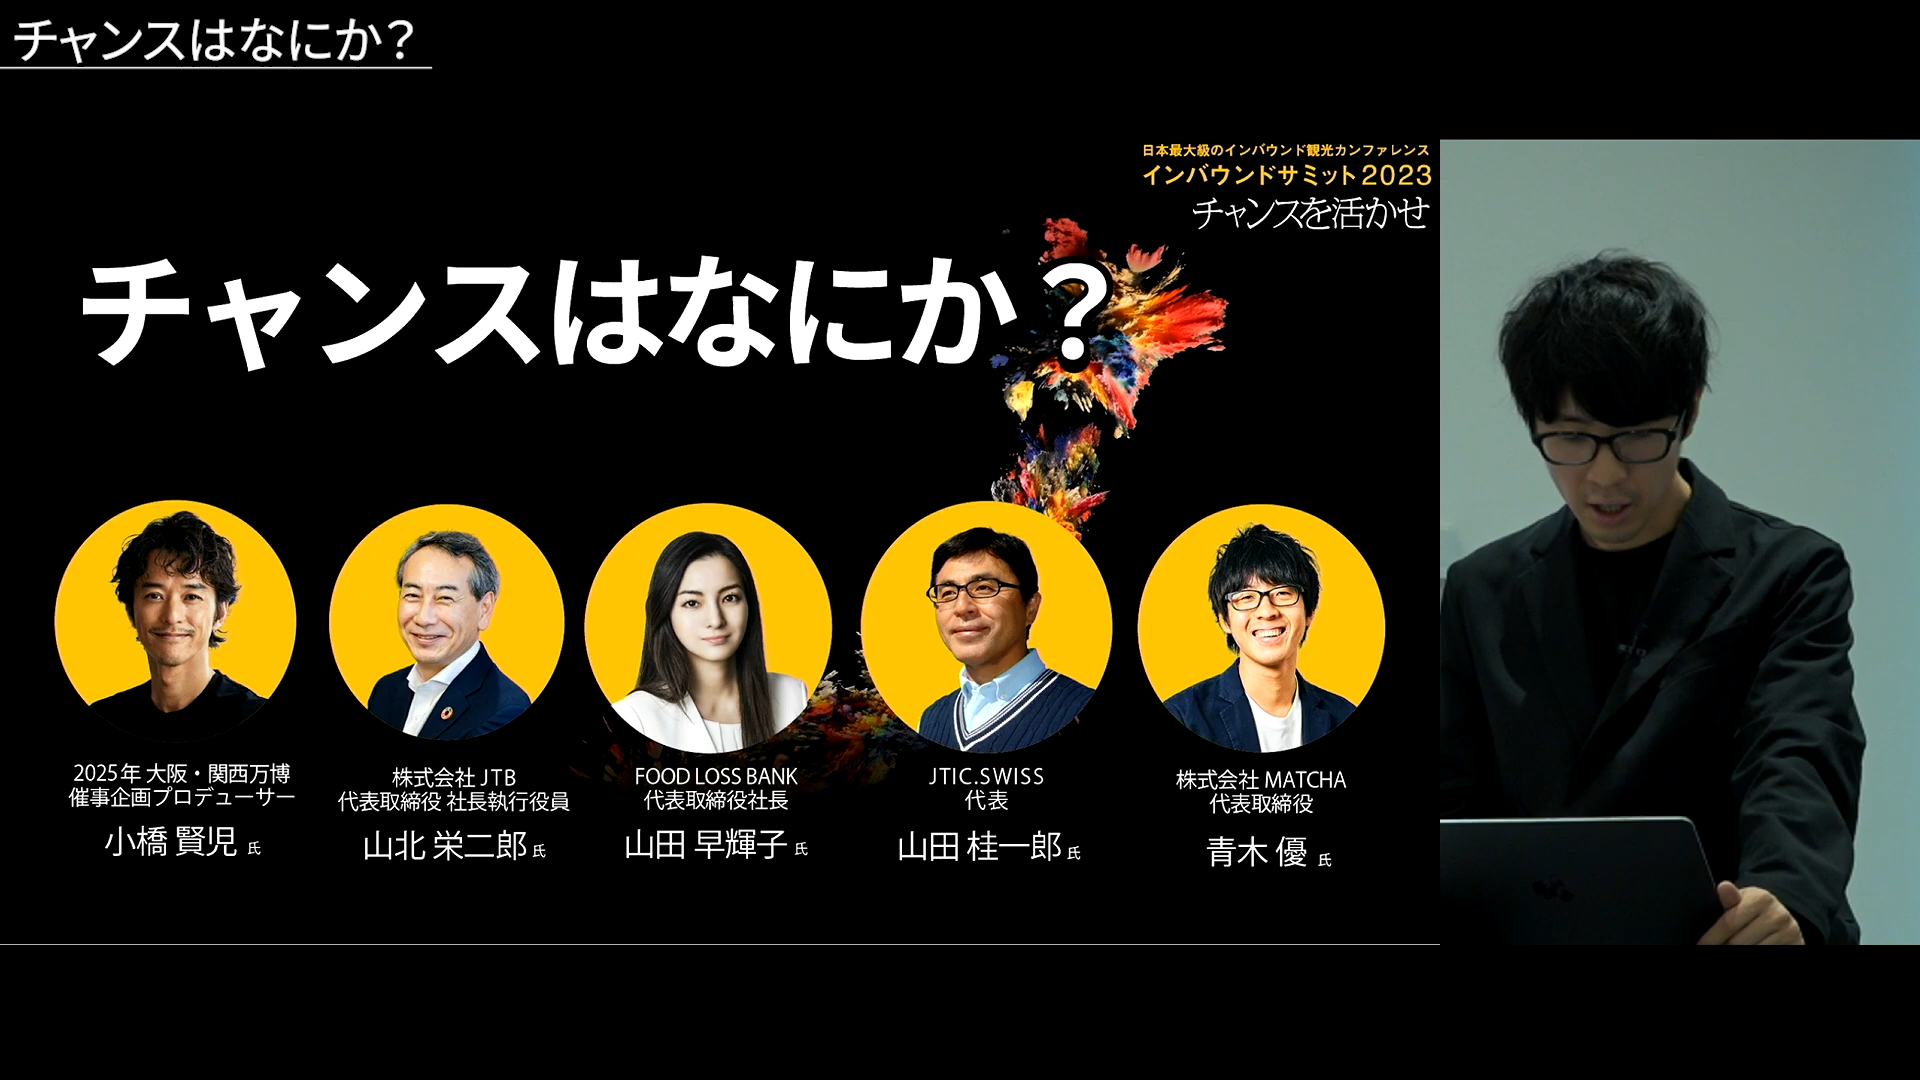 チャンスはなにか？
日本最大級のインバウンド観光カンファレンス
インバウンドサミット2023
チャンスを活かせ
チャンスはなにか？
2025年 大阪・関西万博
催事企画プロデューサー
小橋 賢児 氏
株式会社 JTB
代表取締役 社長執行役員
山北 栄二郎 氏
FOOD LOSS BANK
代表取締役社長
山田 早輝子 氏
JTIC.SWISS
代表
山田 桂一郎 氏
株式会社 MATCHA
代表取締役
青木 優 氏